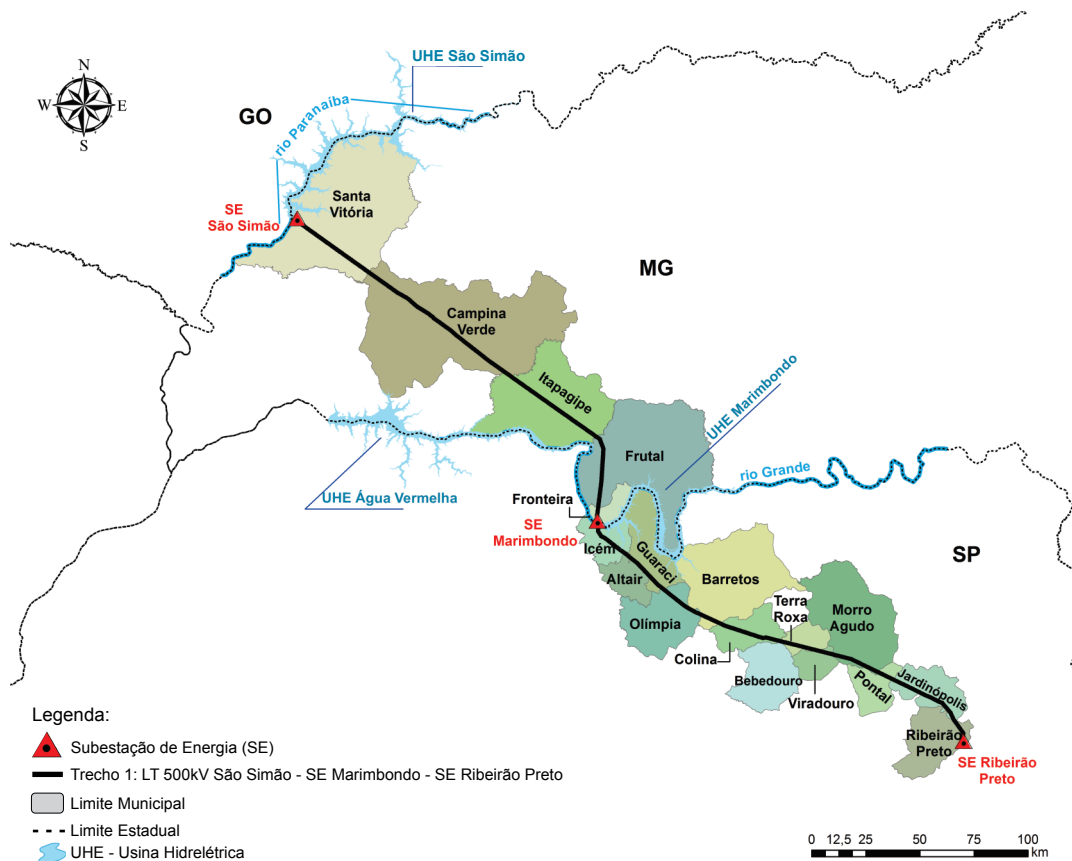 UHE São Simão
N
W
E
S
GO
rio Paranaíba
Santa
Vitória
SE
São Simão
MG
Campina
Verde
Itapagipe
UHE Marimbondo
Frutal
rio Grande
UHE Água Vermelha
Fronteira
SE
Marimbondo
Icém
Guaraci
SP
Altair
Barretos
Terra
Roxa
Morro
Agudo
Olímpia
Colina
Bebedouro
Viradouro
Pontal
Jardinópolis
Ribeirão
Preto
SE Ribeirão
Preto
Legenda:
Subestação de Energia (SE)
Trecho 1: LT 500kV São Simão - SE Marimbondo - SE Ribeirão Preto
Limite Municipal
Limite Estadual
UHE - Usina Hidrelétrica
0 12,5 25 50 75 100
km